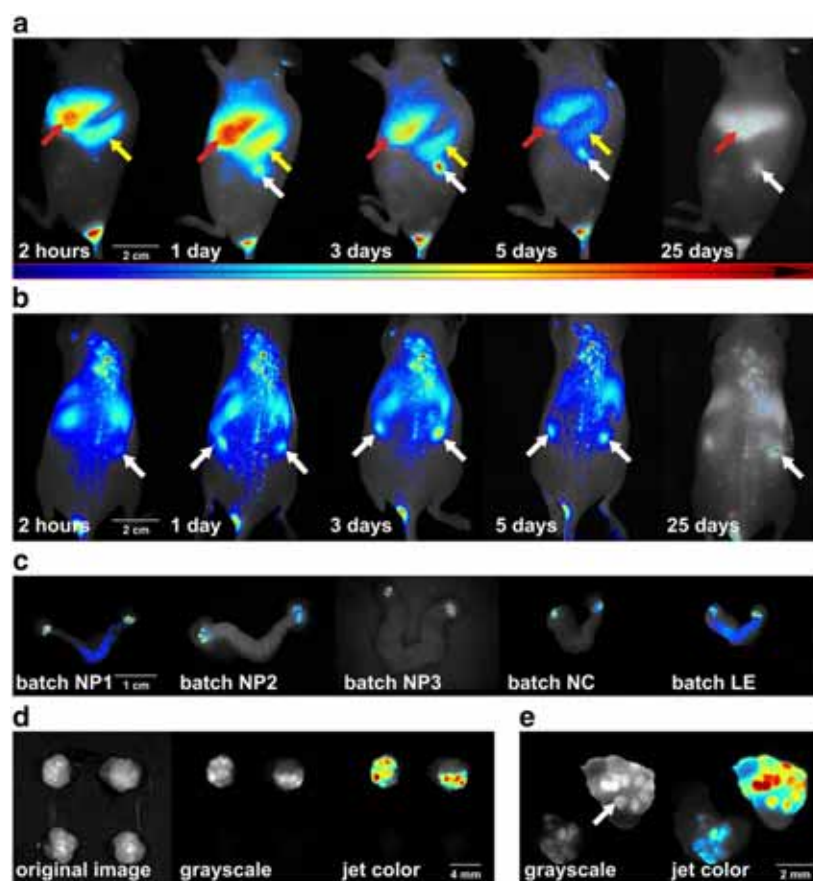 a
2 hours 2 cm 1 day 3 days 5 days 25 days
b
2 hours 2 cm 1 day 3 days 5 days 25 days
c
batch NP1 1 cm batch NP2 batch NP3 batch NC batch LE
d e
original image grayscale jet color 4 mm grayscale jet color 2 mm